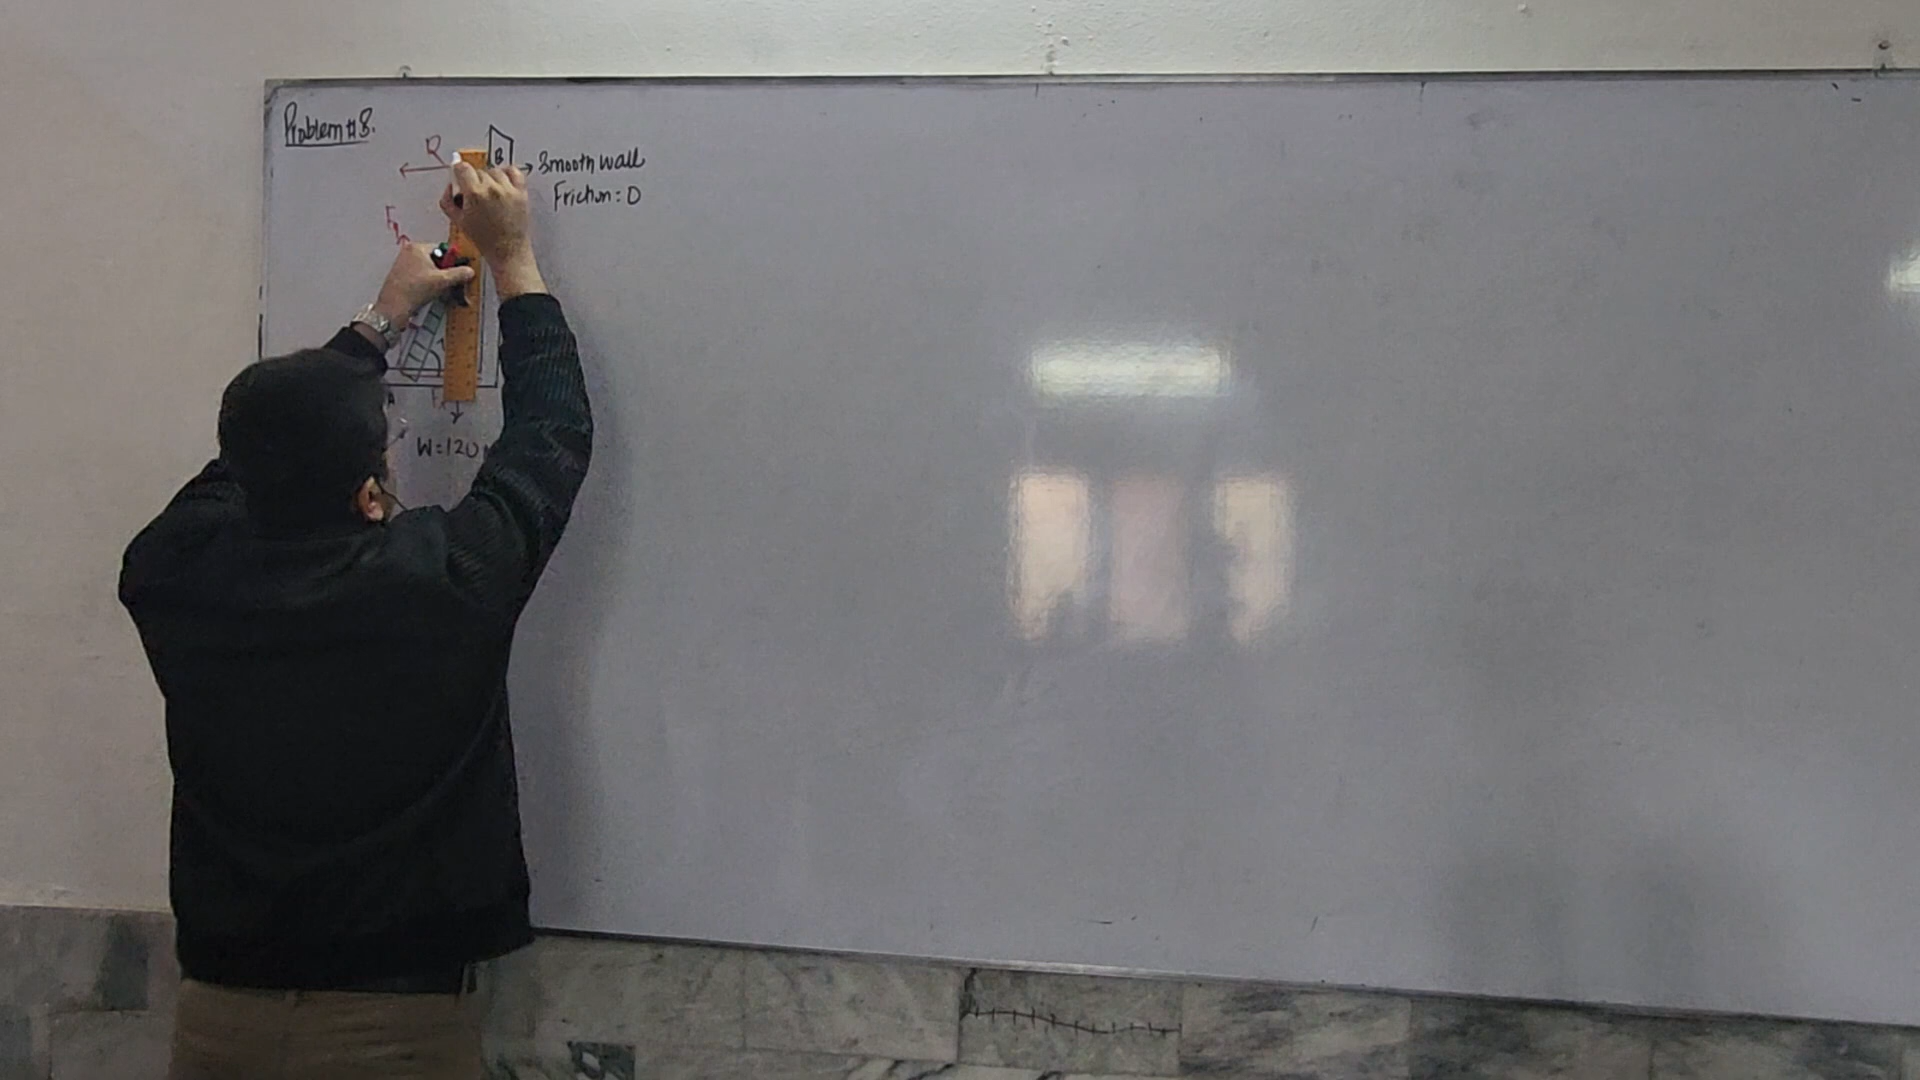 Problem # 8.
R
B
→ Smooth wall
Friction = 0
F
A
W = 120